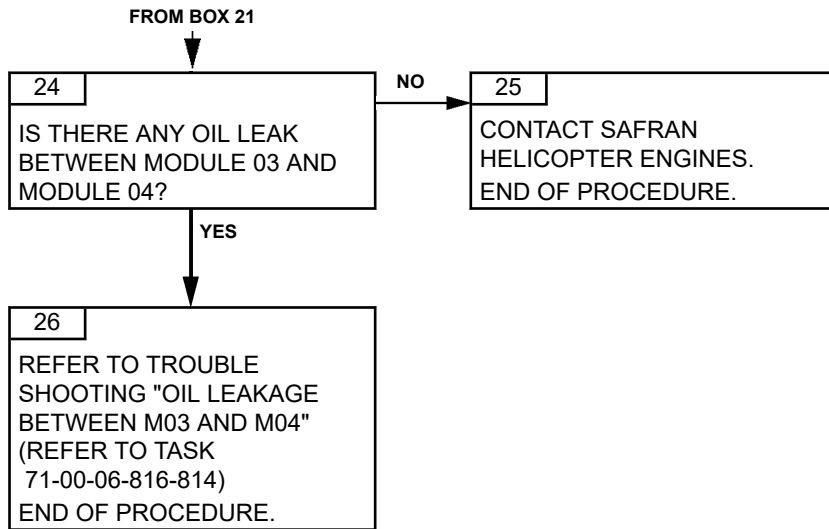 FROM BOX 21
24
IS THERE ANY OIL LEAK
BETWEEN MODULE 03 AND
MODULE 04?
NO
25
CONTACT SAFRAN
HELICOPTER ENGINES.
END OF PROCEDURE.
YES
26
REFER TO TROUBLE
SHOOTING "OIL LEAKAGE
BETWEEN M03 AND M04"
(REFER TO TASK
71-00-06-816-814)
END OF PROCEDURE.